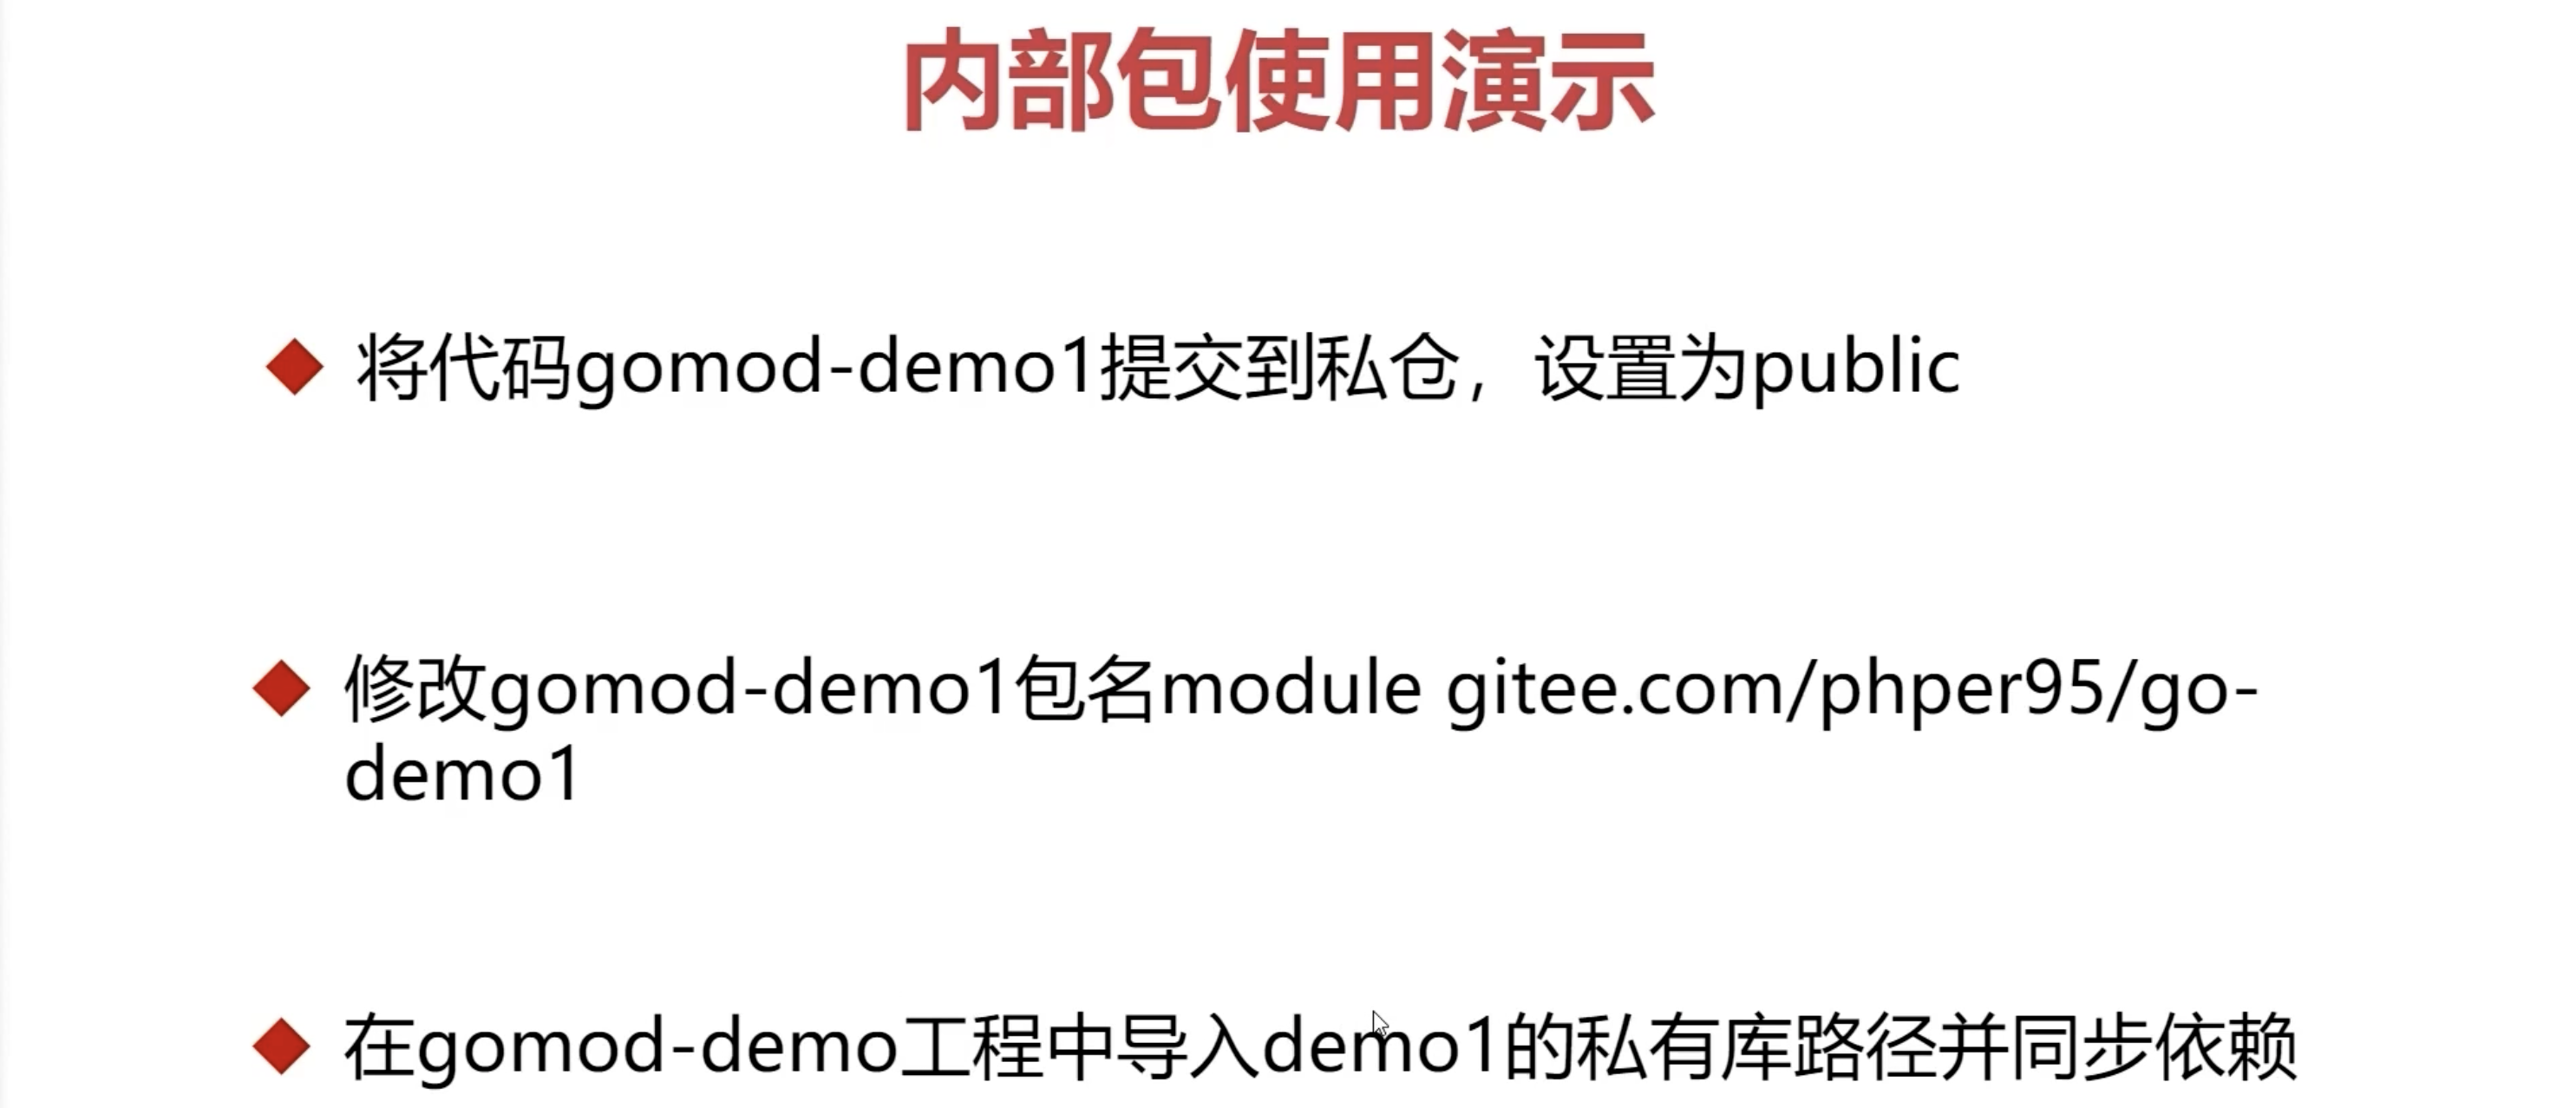 内部包使用演示
将代码gomod-demo1提交到私仓，设置为public
修改gomod-demo1包名module gitee.com/phper95/go-
demo1
在gomod-demo工程中导入demo1的私有库路径并同步依赖